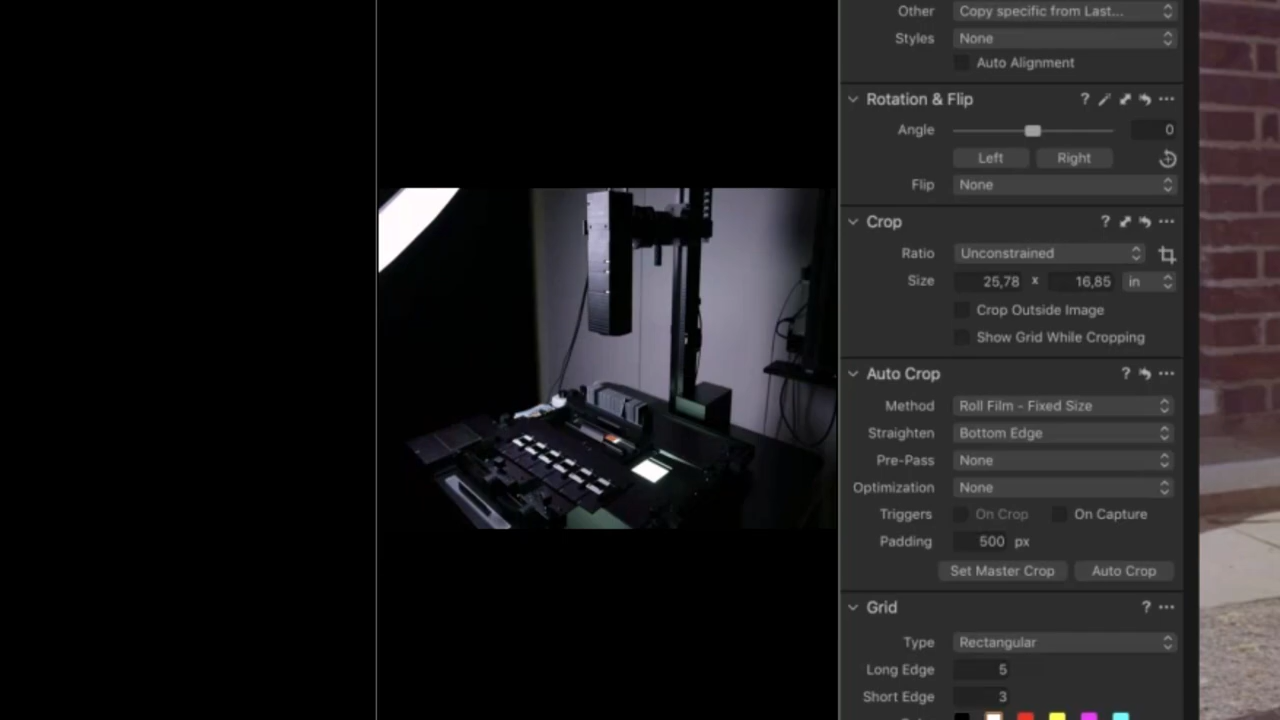 Other Copy specific from Last...
Styles None
Auto Alignment
Rotation & Flip ?
Angle 0
Left Right
Flip None
Crop ?
Ratio Unconstrained
Size 25,78 x 16,85 in
Crop Outside Image
Show Grid While Cropping
Auto Crop ?
Method Roll Film - Fixed Size
Straighten Bottom Edge
Pre-Pass None
Optimization None
Triggers On Crop On Capture
Padding 500 px
Set Master Crop Auto Crop
Grid ?
Type Rectangular
Long Edge 5
Short Edge 3